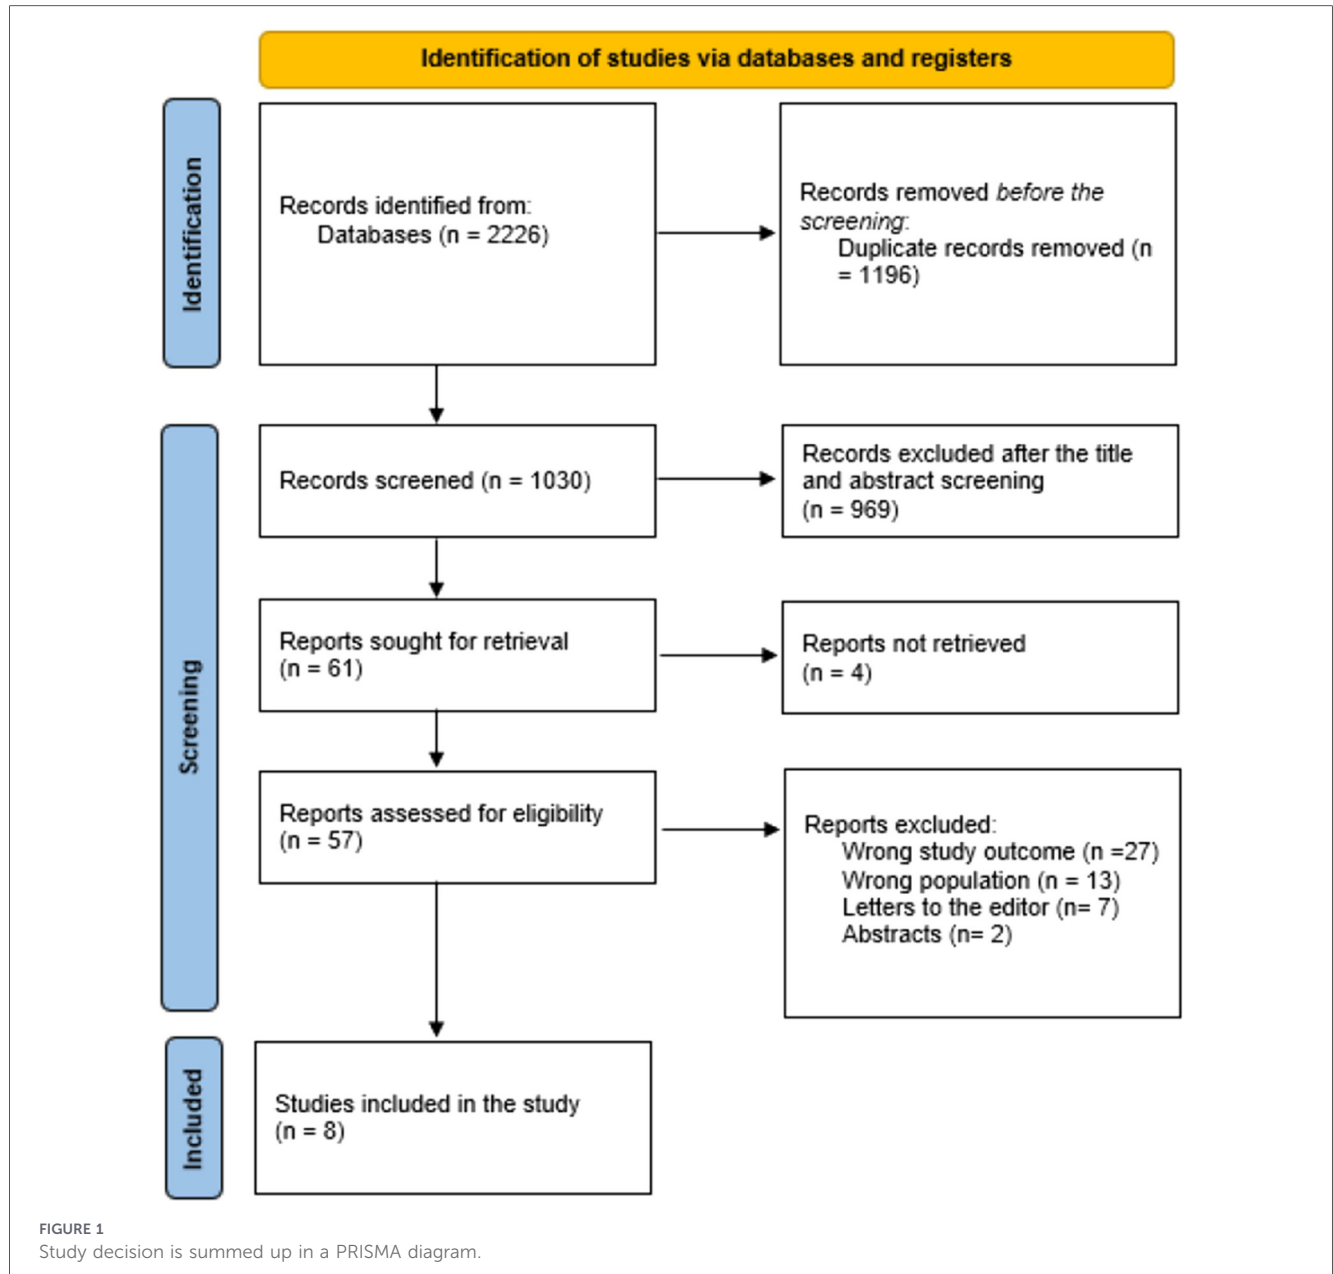 Identification of studies via databases and registers
Identification
Records identified from:
Databases (n = 2226)
Records removed before the
screening:
Duplicate records removed (n
= 1196)
Screening
Records screened (n = 1030)
Records excluded after the title
and abstract screening
(n = 969)
Reports sought for retrieval
(n = 61)
Reports not retrieved
(n = 4)
Reports assessed for eligibility
(n = 57)
Reports excluded:
Wrong study outcome (n =27)
Wrong population (n = 13)
Letters to the editor (n= 7)
Abstracts (n= 2)
Included
Studies included in the study
(n = 8)
FIGURE 1
Study decision is summed up in a PRISMA diagram.